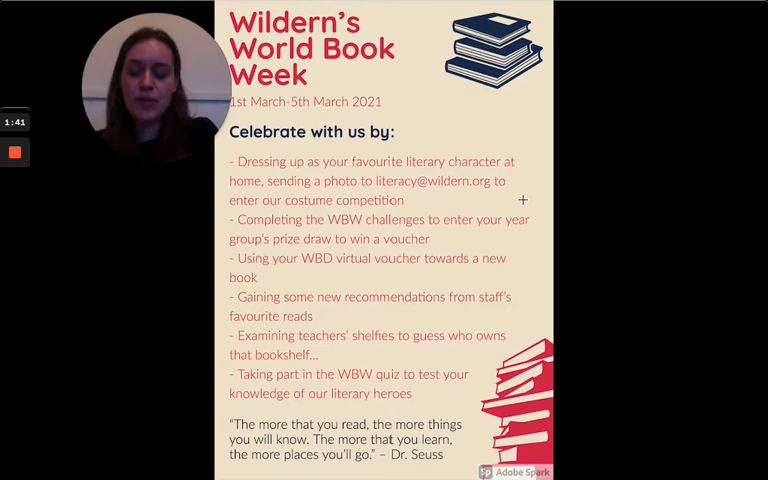 Wildern's
World Book
Week
1st March-5th March 2021
1:41
Celebrate with us by:
- Dressing up as your favourite literary character at
home, sending a photo to literacy@wildern.org to
enter our costume competition
- Completing the WBW challenges to enter your year
group's prize draw to win a voucher
- Using your WBD virtual voucher towards a new
book
- Gaining some new recommendations from staff's
favourite reads
- Examining teachers' shelfies to guess who owns
that bookshelf...
- Taking part in the WBW quiz to test your
knowledge of our literary heroes
“The more that you read, the more things
you will know. The more that you learn,
the more places you'll go.” – Dr. Seuss
Sp Adobe Spark